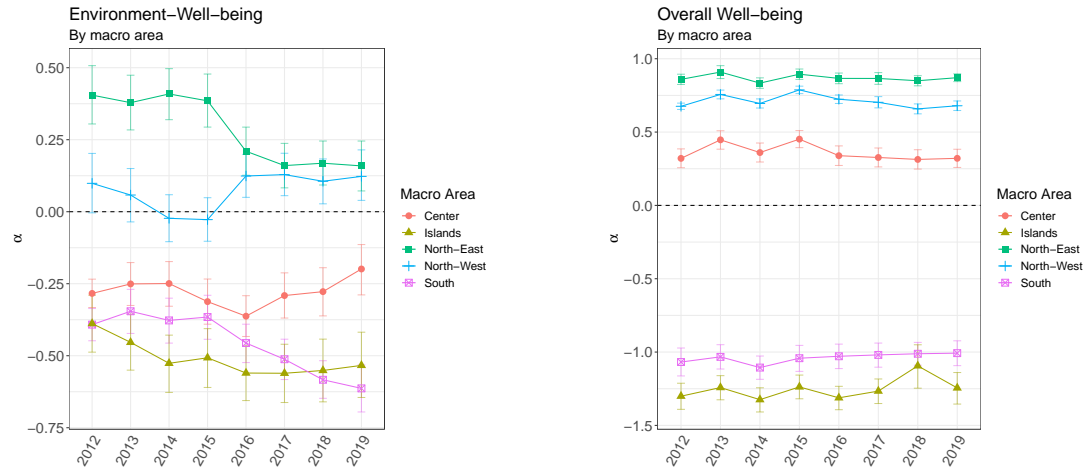 Environment−Well−being
By macro area
0.50
0.25
0.00
−0.25
−0.50
−0.75
α
2012
2013
2014
2015
2016
2017
2018
2019
Macro Area
Center
Islands
North−East
North−West
South
Overall Well−being
By macro area
1.0
0.5
0.0
−0.5
−1.0
−1.5
α
2012
2013
2014
2015
2016
2017
2018
2019
Macro Area
Center
Islands
North−East
North−West
South